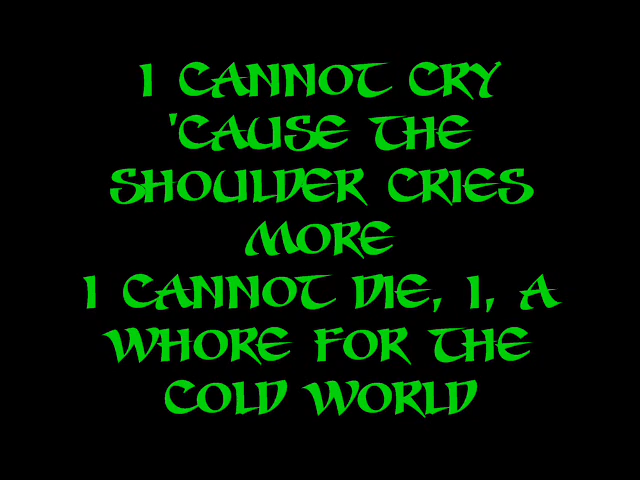 I CANNOT CRY
'CAUSE THE
SHOULDER CRIES
MORE
I CANNOT DIE, I, A
WHORE FOR THE
COLD WORLD